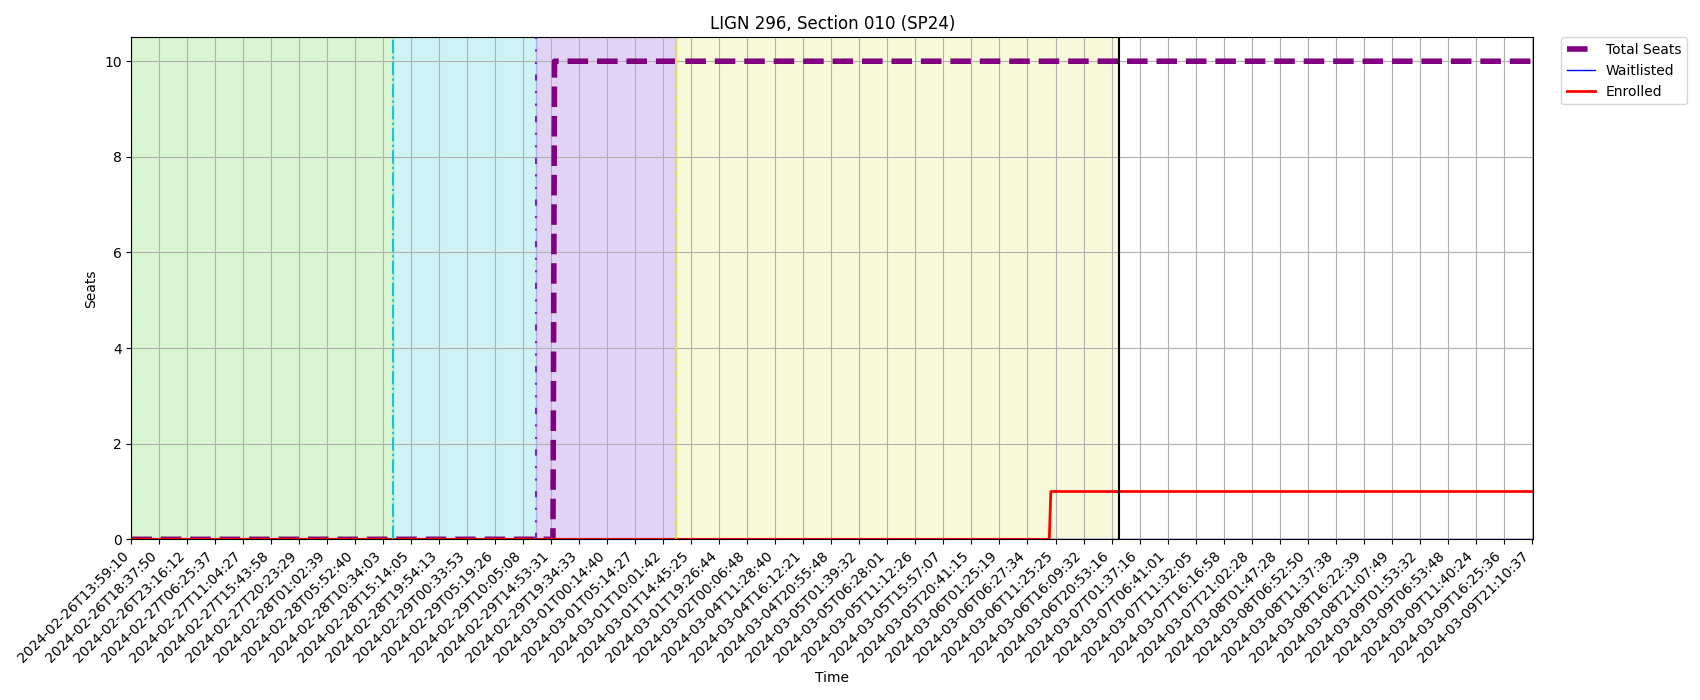 LIGN 296, Section 010 (SP24)
Total Seats
Waitlisted
Enrolled
10
8
6
4
2
0
Seats
2024-02-26T13:59:10
2024-02-26T18:37:50
2024-02-26T23:16:12
2024-02-27T06:25:37
2024-02-27T11:04:27
2024-02-27T15:43:58
2024-02-27T20:23:29
2024-02-28T01:02:39
2024-02-28T05:52:40
2024-02-28T10:34:03
2024-02-28T15:14:05
2024-02-28T19:54:13
2024-02-29T00:33:53
2024-02-29T05:19:26
2024-02-29T10:05:08
2024-02-29T14:53:31
2024-02-29T19:34:33
2024-03-01T00:14:40
2024-03-01T05:14:27
2024-03-01T10:01:42
2024-03-01T14:45:25
2024-03-01T19:26:44
2024-03-02T00:06:48
2024-03-04T11:28:40
2024-03-04T16:12:21
2024-03-04T20:55:48
2024-03-05T01:39:32
2024-03-05T06:28:01
2024-03-05T11:12:26
2024-03-05T15:57:07
2024-03-05T20:41:15
2024-03-06T01:25:19
2024-03-06T06:27:34
2024-03-06T11:25:25
2024-03-06T16:09:32
2024-03-06T20:53:16
2024-03-07T01:37:16
2024-03-07T06:41:01
2024-03-07T11:32:05
2024-03-07T16:16:58
2024-03-07T21:02:28
2024-03-08T01:47:28
2024-03-08T06:52:50
2024-03-08T11:37:38
2024-03-08T16:22:39
2024-03-08T21:07:49
2024-03-09T01:53:32
2024-03-09T06:53:48
2024-03-09T11:40:24
2024-03-09T16:25:36
2024-03-09T21:10:37
Time